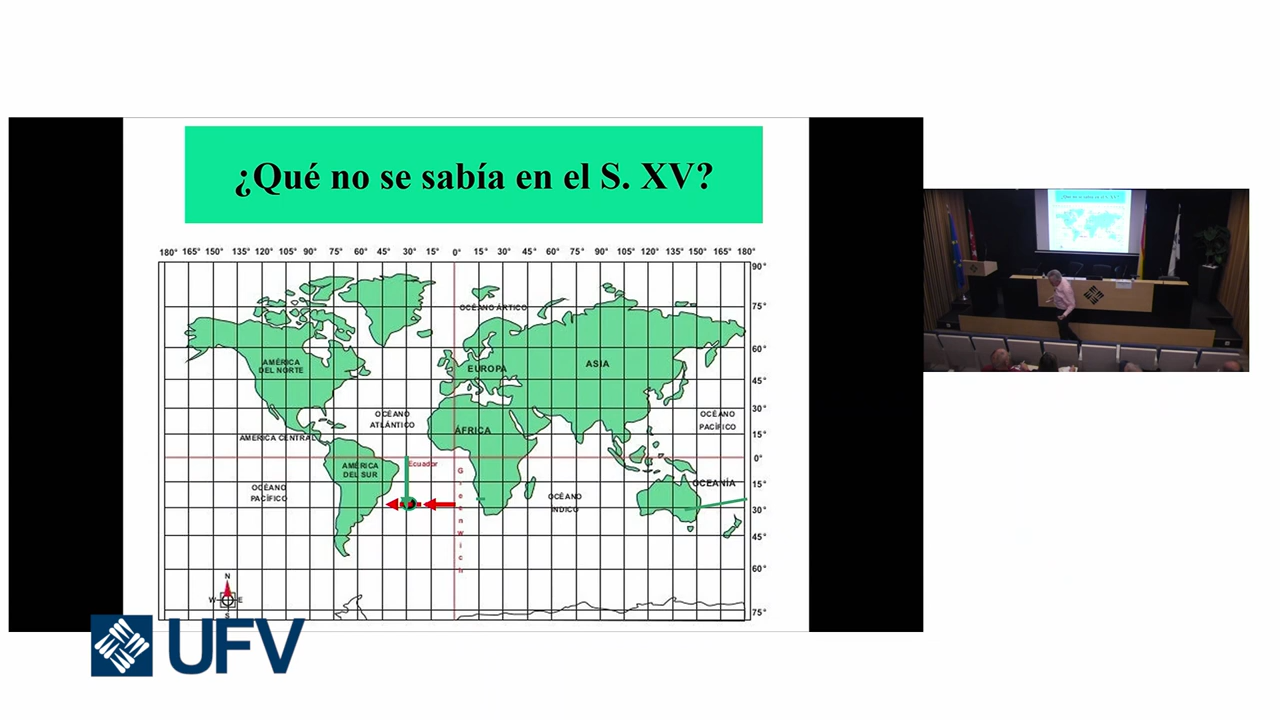 ¿Qué no se sabía en el S. XV?
180° 165° 150° 135° 120° 105° 90° 75° 60° 45° 30° 15° 0° 15° 30° 45° 60° 75° 90° 105° 120° 135° 150° 180°
90°
75°
60°
45°
30°
15°
0°
15°
30°
45°
60°
75°
OCÉANO ÁRTICO
AMÉRICA
DEL NORTE
EUROPA
ASIA
OCÉANO
ATLÁNTICO
OCÉANO
PACÍFICO
ÁFRICA
AMÉRICA CENTRAL
Ecuador
AMÉRICA
DEL SUR
Greenwich
OCEANÍA
OCÉANO
PACÍFICO
OCÉANO
ÍNDICO
N
W E
S
UFV